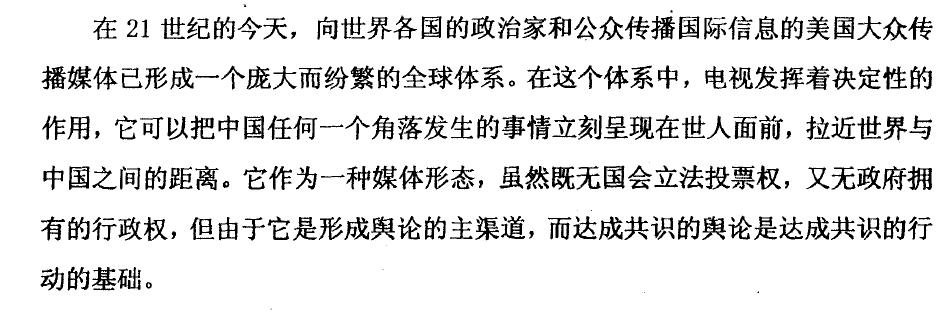 在 21 世纪的今天，向世界各国的政治家和公众传播国际信息的美国大众传
播媒体已形成一个庞大而纷繁的全球体系。在这个体系中，电视发挥着决定性的
作用，它可以把中国任何一个角落发生的事情立刻呈现在世人面前，拉近世界与
中国之间的距离。它作为一种媒体形态，虽然既无国会立法投票权，又无政府拥
有的行政权，但由于它是形成舆论的主渠道，而达成共识的舆论是达成共识的行
动的基础。